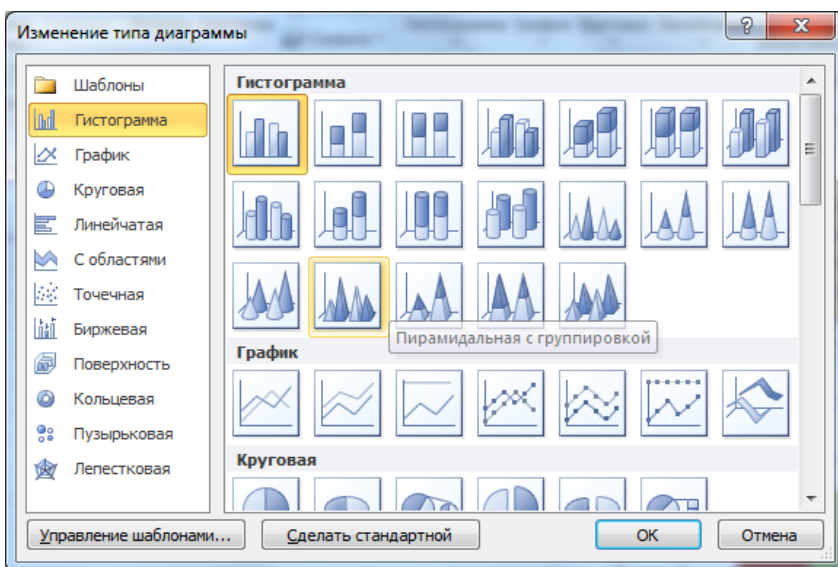 Изменение типа диаграммы
Шаблоны
Гистограмма
График
Круговая
Линейчатая
С областями
Точечная
Биржевая
Поверхность
Кольцевая
Пузырьковая
Лепестковая
Гистограмма
Пирамидальная с группировкой
График
Круговая
Управление шаблонами...
Сделать стандартной
ОК
Отмена